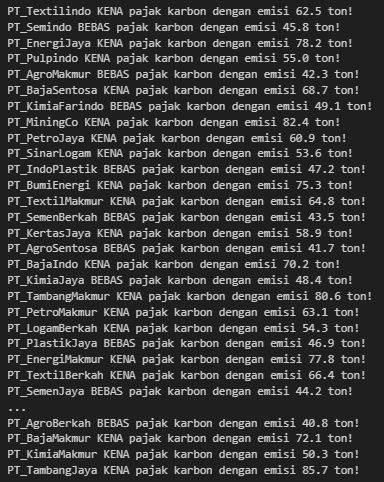 PT_Textilindo KENA pajak karbon dengan emisi 62.5 ton!
PT_Semindo BEBAS pajak karbon dengan emisi 45.8 ton!
PT_EnergiJaya KENA pajak karbon dengan emisi 78.2 ton!
PT_Pulpindo KENA pajak karbon dengan emisi 55.0 ton!
PT_AgroMakmur BEBAS pajak karbon dengan emisi 42.3 ton!
PT_BajaSentosa KENA pajak karbon dengan emisi 68.7 ton!
PT_KimiaFarindo BEBAS pajak karbon dengan emisi 49.1 ton!
PT_MiningCo KENA pajak karbon dengan emisi 82.4 ton!
PT_PetroJaya KENA pajak karbon dengan emisi 60.9 ton!
PT_SinarLogam KENA pajak karbon dengan emisi 53.6 ton!
PT_IndoPlastik BEBAS pajak karbon dengan emisi 47.2 ton!
PT_BumiEnergi KENA pajak karbon dengan emisi 75.3 ton!
PT_TextilMakmur KENA pajak karbon dengan emisi 64.8 ton!
PT_SemenBerkah BEBAS pajak karbon dengan emisi 43.5 ton!
PT_KertasJaya KENA pajak karbon dengan emisi 58.9 ton!
PT_AgroSentosa BEBAS pajak karbon dengan emisi 41.7 ton!
PT_BajaIndo KENA pajak karbon dengan emisi 70.2 ton!
PT_KimiaJaya BEBAS pajak karbon dengan emisi 48.4 ton!
PT_TambangMakmur KENA pajak karbon dengan emisi 80.6 ton!
PT_PetroMakmur KENA pajak karbon dengan emisi 63.1 ton!
PT_LogamBerkah KENA pajak karbon dengan emisi 54.3 ton!
PT_PlastikJaya BEBAS pajak karbon dengan emisi 46.9 ton!
PT_EnergiMakmur KENA pajak karbon dengan emisi 77.8 ton!
PT_TextilBerkah KENA pajak karbon dengan emisi 66.4 ton!
PT_SemenJaya BEBAS pajak karbon dengan emisi 44.2 ton!
...
PT_AgroBerkah BEBAS pajak karbon dengan emisi 40.8 ton!
PT_BajaMakmur KENA pajak karbon dengan emisi 72.1 ton!
PT_KimiaMakmur KENA pajak karbon dengan emisi 50.3 ton!
PT_TambangJaya KENA pajak karbon dengan emisi 85.7 ton!